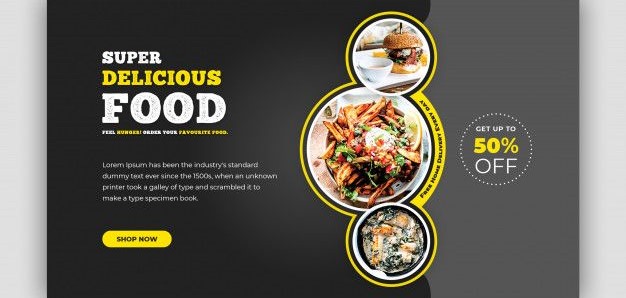 SUPER
DELICIOUS
FOOD
FEEL HUNGER! ORDER YOUR FAVOURITE FOOD.
Lorem Ipsum has been the industry's standard
dummy text ever since the 1500s, when an unknown
printer took a galley of type and scrambled it to
make a type specimen book.
SHOP NOW
Free Home Delivery Every day
GET UP TO
50%
OFF